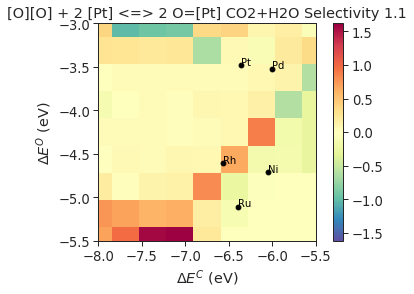 [O][O] + 2 [Pt] <=> 2 O=[Pt] CO2+H2O Selectivity 1.1
−3.0
−3.5
−4.0
−4.5
−5.0
−5.5
ΔE^O (eV)
Pt
Pd
Rh
Ni
Ru
−8.0 −7.5 −7.0 −6.5 −6.0 −5.5
ΔE^C (eV)
1.5
1.0
0.5
0.0
−0.5
−1.0
−1.5